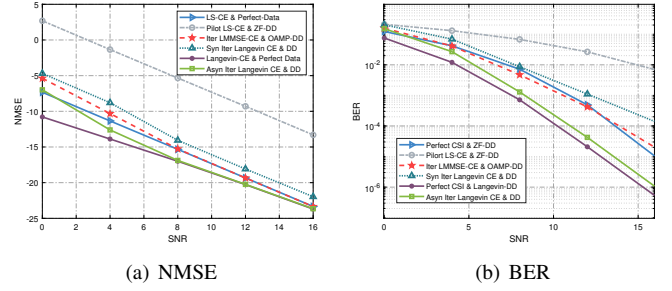 5
0
-5
-10
-15
-20
-25
NMSE
0 2 4 6 8 10 12 14 16
SNR
LS-CE & Perfect-Data
Pilot LS-CE & ZF-DD
Iter LMMSE-CE & OAMP-DD
Syn Iter Langevin CE & DD
Langevin-CE & Perfect Data
Asyn Iter Langevin CE & DD
(a) NMSE
10-2
10-4
10-6
BER
0 5 10 15
SNR
Perfect CSI & ZF-DD
Pilort LS-CE & ZF-DD
Iter LMMSE-CE & OAMP-DD
Syn Iter Langevin CE & DD
Perfect CSI & Langevin-DD
Asyn Iter Langevin CE & DD
(b) BER